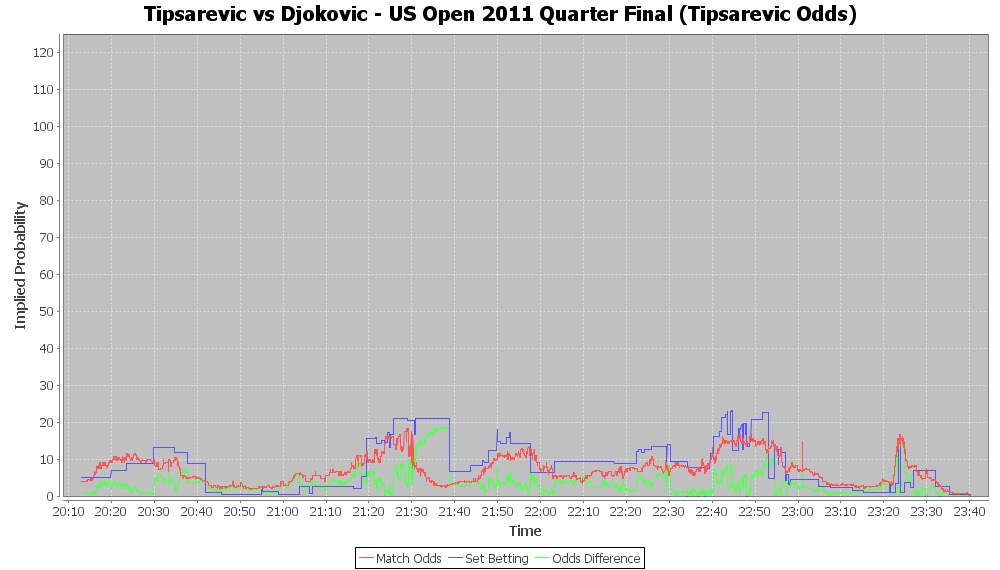 Tipsarevic vs Djokovic - US Open 2011 Quarter Final (Tipsarevic Odds)
120
110
100
90
80
70
60
50
40
30
20
10
0
Implied Probability
20:10 20:20 20:30 20:40 20:50 21:00 21:10 21:20 21:30 21:40 21:50 22:00 22:10 22:20 22:30 22:40 22:50 23:00 23:10 23:20 23:30 23:40
Time
Match Odds Set Betting Odds Difference